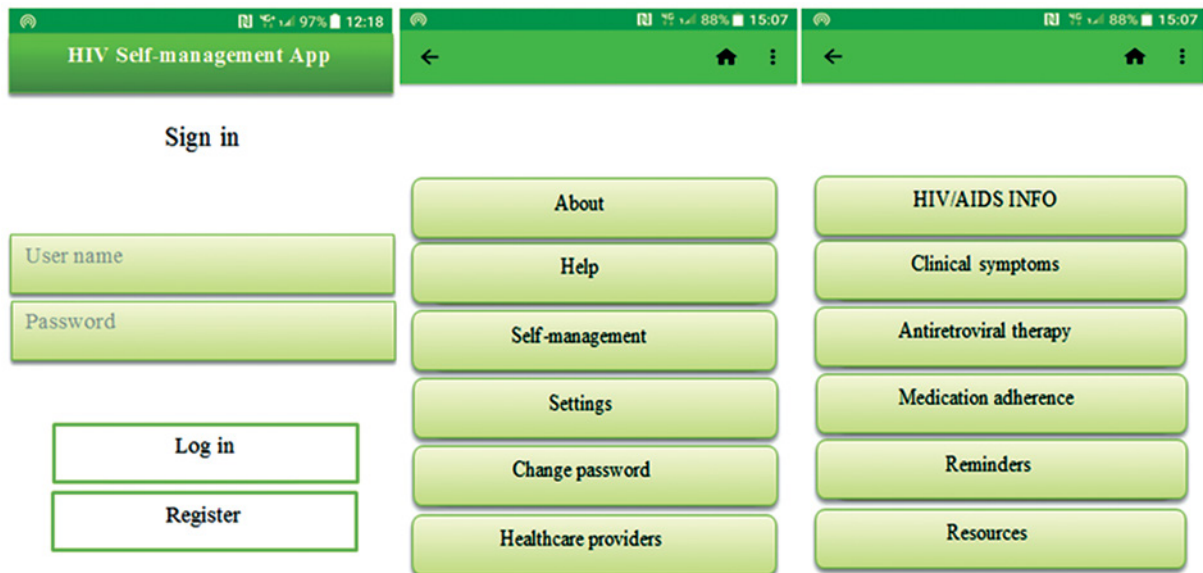 97% 12:18
HIV Self-management App
Sign in
User name
Password
Log in
Register
88% 15:07
About
Help
Self-management
Settings
Change password
Healthcare providers
88% 15:07
HIV/AIDS INFO
Clinical symptoms
Antiretroviral therapy
Medication adherence
Reminders
Resources